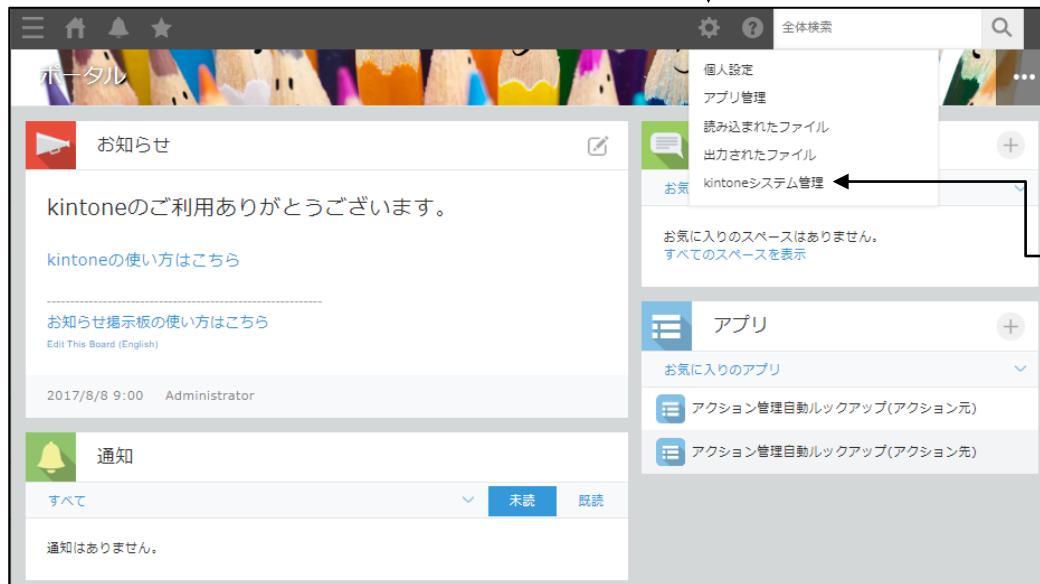 全体検索
ポータル
個人設定
アプリ管理
読み込まれたファイル
出力されたファイル
kintoneシステム管理
お知らせ
kintoneのご利用ありがとうございます。
kintoneの使い方はこちら
------------------------------------------------------------
お知らせ掲示板の使い方はこちら
Edit This Board (English)
2017/8/8 9:00 Administrator
通知
すべて
未読
既読
通知はありません。
お気
お気に入りのスペースはありません。
すべてのスペースを表示
アプリ
お気に入りのアプリ
アクション管理自動ルックアップ(アクション元)
アクション管理自動ルックアップ(アクション先)